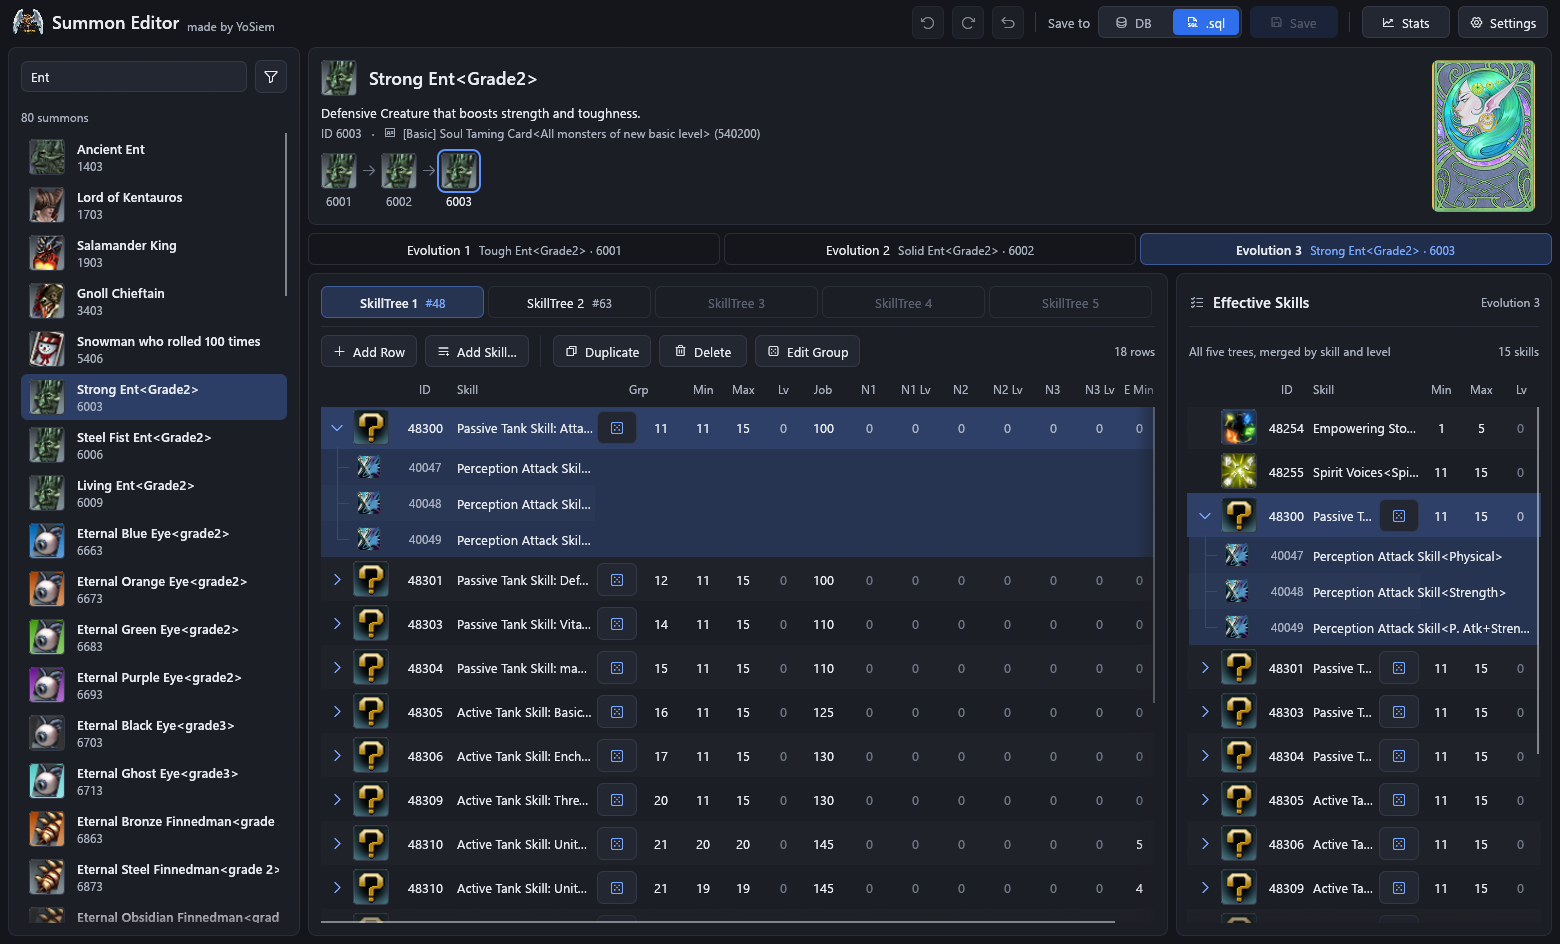 Summon Editor made by YoSiem
Save to DB .sql Save Stats Settings
Ent
80 summons
Ancient Ent
1403
Lord of Kentauros
1703
Salamander King
1903
Gnoll Chieftain
3403
Snowman who rolled 100 times
5406
Strong Ent<Grade2>
6003
Steel Fist Ent<Grade2>
6006
Living Ent<Grade2>
6009
Eternal Blue Eye<grade2>
6663
Eternal Orange Eye<grade2>
6673
Eternal Green Eye<grade2>
6683
Eternal Purple Eye<grade2>
6693
Eternal Black Eye<grade3>
6703
Eternal Ghost Eye<grade3>
6713
Eternal Bronze Finnedman<grade
6863
Eternal Steel Finnedman<grade 2>
6873
Eternal Obsidian Finnedman<grad
Strong Ent<Grade2>
Defensive Creature that boosts strength and toughness.
ID 6003 · [Basic] Soul Taming Card<All monsters of new basic level> (540200)
6001 6002 6003
Evolution 1 Tough Ent<Grade2> · 6001
Evolution 2 Solid Ent<Grade2> · 6002
Evolution 3 Strong Ent<Grade2> · 6003
SkillTree 1 #48 SkillTree 2 #63 SkillTree 3 SkillTree 4 SkillTree 5
Add Row Add Skill... Duplicate Delete Edit Group 18 rows
ID Skill Grp Min Max Lv Job N1 N1 Lv N2 N2 Lv N3 N3 Lv E Min
48300 Passive Tank Skill: Atta... 11 11 15 0 100 0 0 0 0 0 0 0
40047 Perception Attack Skil...
40048 Perception Attack Skil...
40049 Perception Attack Skil...
48301 Passive Tank Skill: Def... 12 11 15 0 100 0 0 0 0 0 0 0
48303 Passive Tank Skill: Vita... 14 11 15 0 110 0 0 0 0 0 0 0
48304 Passive Tank Skill: ma... 15 11 15 0 110 0 0 0 0 0 0 0
48305 Active Tank Skill: Basic... 16 11 15 0 125 0 0 0 0 0 0 0
48306 Active Tank Skill: Ench... 17 11 15 0 130 0 0 0 0 0 0 0
48309 Active Tank Skill: Thre... 20 11 15 0 130 0 0 0 0 0 0 0
48310 Active Tank Skill: Unit... 21 20 20 0 145 0 0 0 0 0 0 5
48310 Active Tank Skill: Unit... 21 19 19 0 145 0 0 0 0 0 0 4
Effective Skills Evolution 3
All five trees, merged by skill and level 15 skills
ID Skill Min Max Lv
48254 Empowering Sto... 1 5 0
48255 Spirit Voices<Spi... 11 15 0
48300 Passive T... 11 15 0
40047 Perception Attack Skill<Physical>
40048 Perception Attack Skill<Strength>
40049 Perception Attack Skill<P. Atk+Stren...
48301 Passive T... 11 15 0
48303 Passive T... 11 15 0
48304 Passive T... 11 15 0
48305 Active Ta... 11 15 0
48306 Active Ta... 11 15 0
48309 Active Ta... 11 15 0